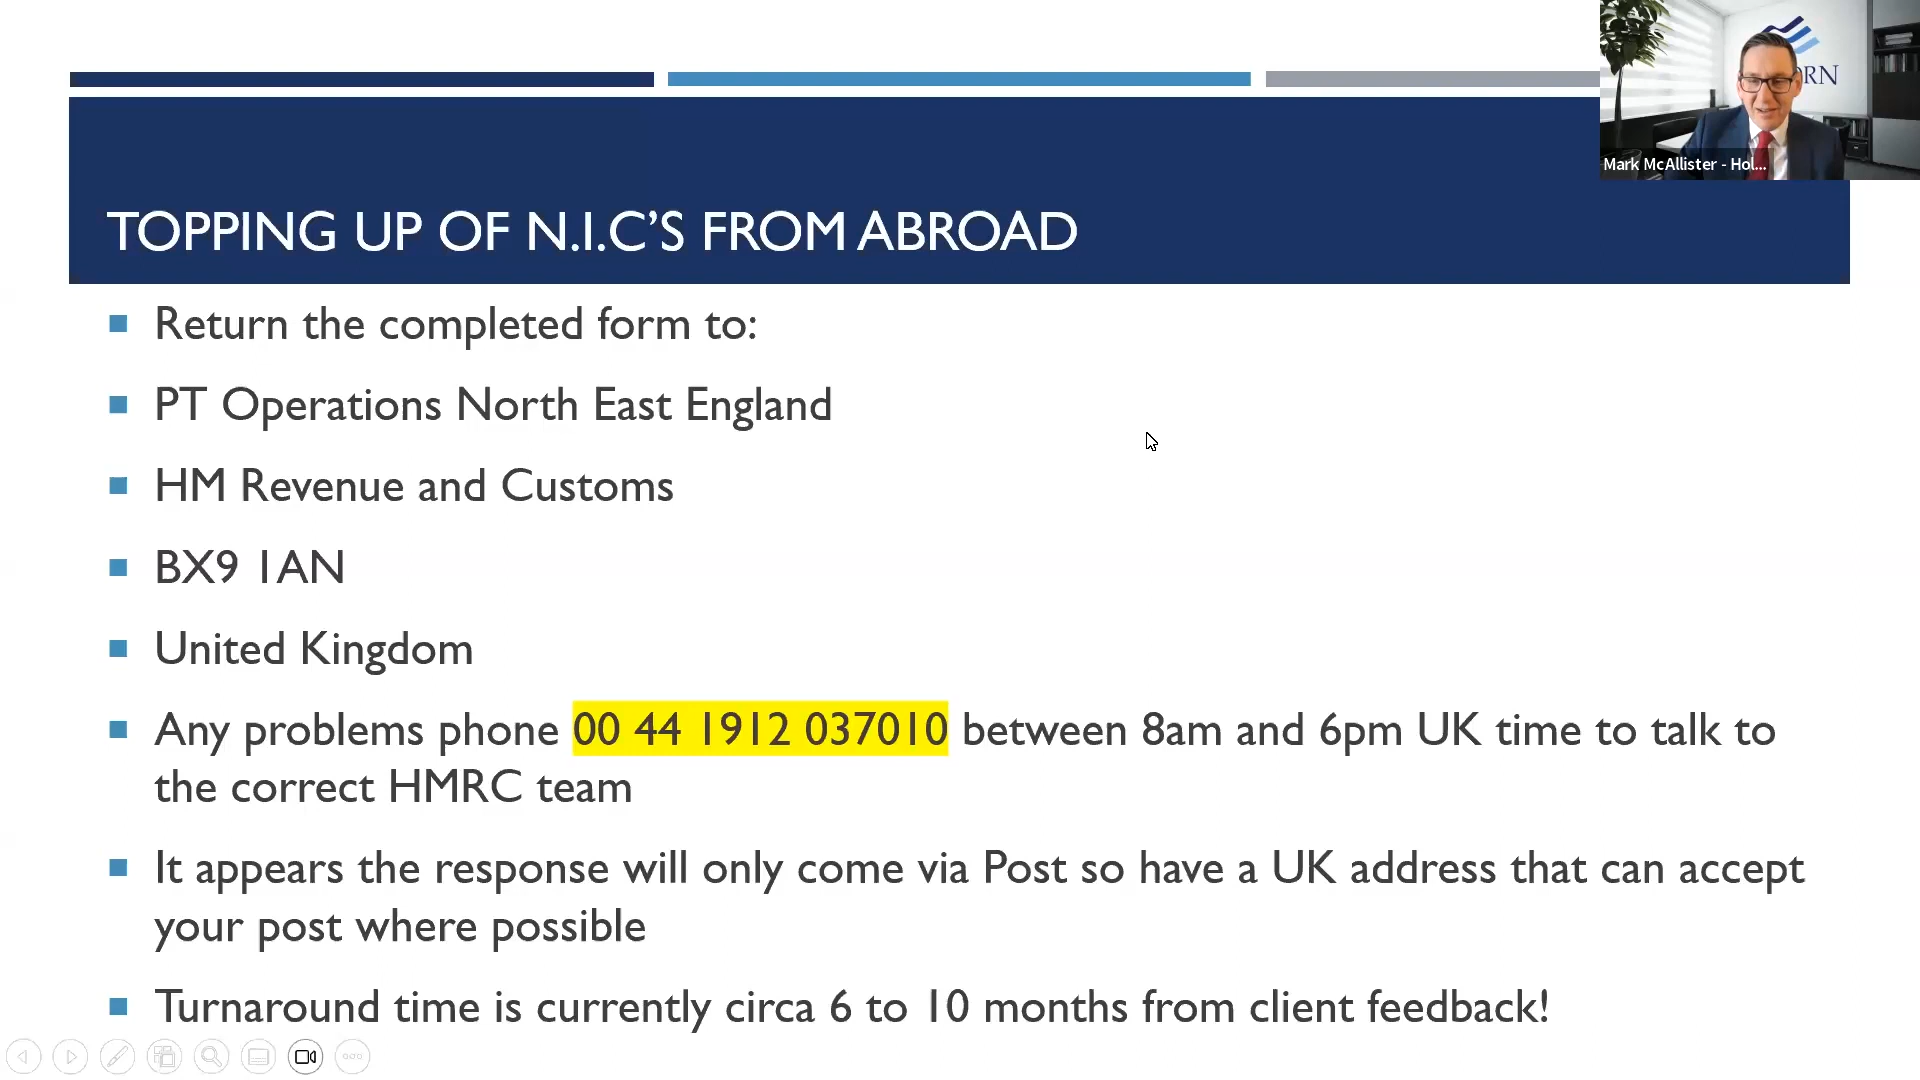 RN
Mark McAllister - Hol...
TOPPING UP OF N.I.C’S FROM ABROAD
Return the completed form to:
PT Operations North East England
HM Revenue and Customs
BX9 1AN
United Kingdom
Any problems phone 00 44 1912 037010 between 8am and 6pm UK time to talk to
the correct HMRC team
It appears the response will only come via Post so have a UK address that can accept
your post where possible
Turnaround time is currently circa 6 to 10 months from client feedback!